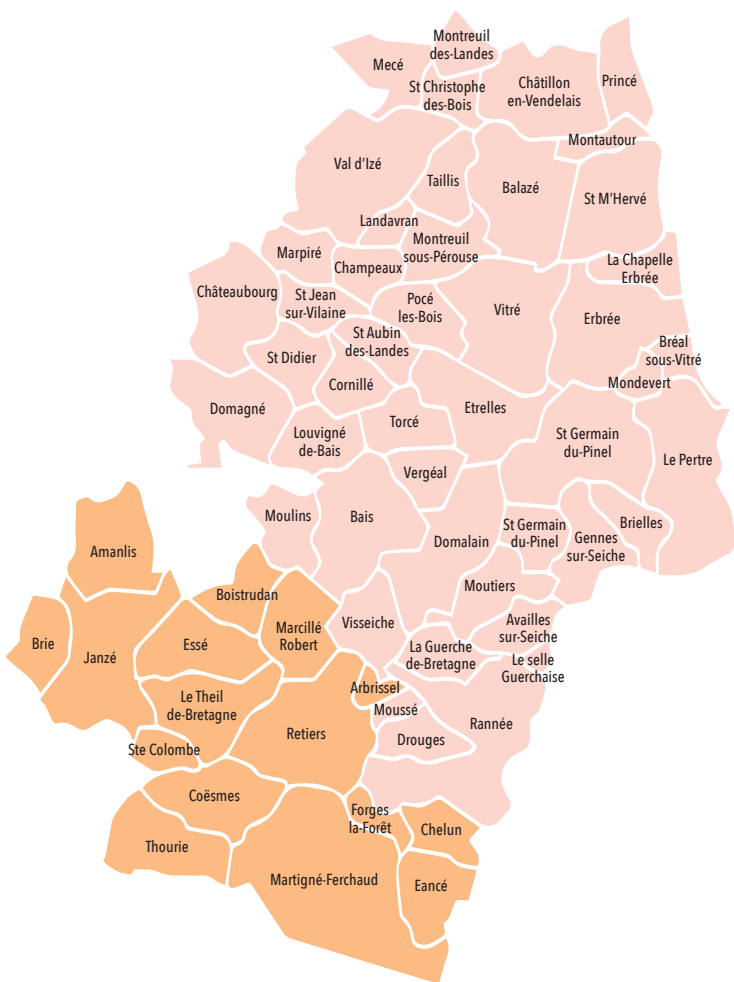 Montreuil
des-Landes
Mecé
St Christophe
des-Bois
Châtillon
en-Vendelais
Princé
Montautour
Val d'Izé
Taillis
Balazé
St M'Hervé
Landavran
Montreuil
sous-Pérouse
Marpiré
Champeaux
La Chapelle
Erbrée
Châteaubourg
St Jean
sur-Vilaine
Pocé
les-Bois
Vitré
Erbrée
St Aubin
des-Landes
St Didier
Bréal
sous-Vitré
Cornillé
Mondevert
Domagné
Etrelles
Torcé
Louvigné
de-Bais
St Germain
du-Pinel
Le Pertre
Vergéal
Moulins
Bais
Domalain
St Germain
du-Pinel
Gennes
sur-Seiche
Brielles
Amanlis
Moutiers
Boistrudan
Visseiche
Marcillé
Robert
Availles
sur-Seiche
Brie
Janzé
Essé
La Guerche
de-Bretagne
Le selle
Guerchaise
Arbrissel
Le Theil
de-Bretagne
Moussé
Rannée
Retiers
Drouges
Ste Colombe
Coësmes
Forges
la-Forêt
Chelun
Thourie
Martigné-Ferchaud
Eancé